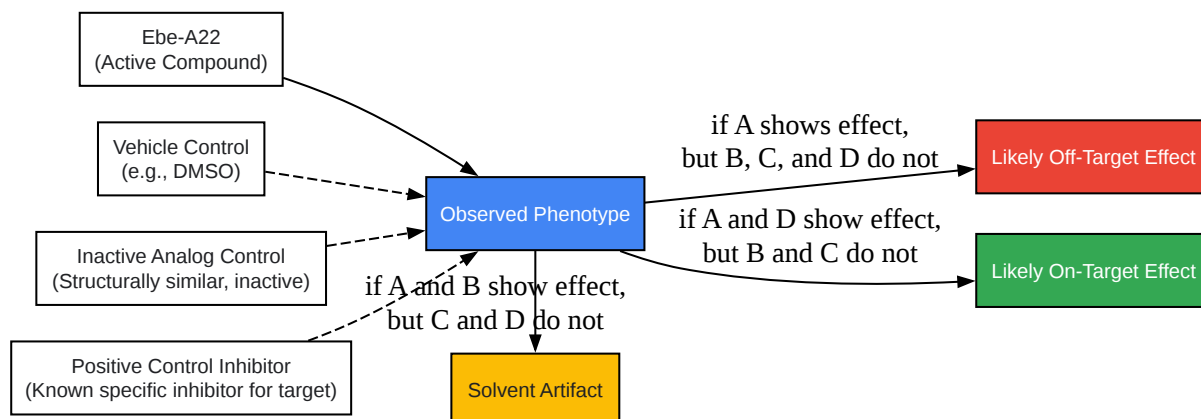 Ebe-A22
(Active Compound)
Vehicle Control
(e.g., DMSO)
Inactive Analog Control
(Structurally similar, inactive)
Positive Control Inhibitor
(Known specific inhibitor for target)
Observed Phenotype
if A shows effect,
but B, C, and D do not
if A and D show effect,
but B and C do not
if A and B show effect,
but C and D do not
Likely Off-Target Effect
Likely On-Target Effect
Solvent Artifact